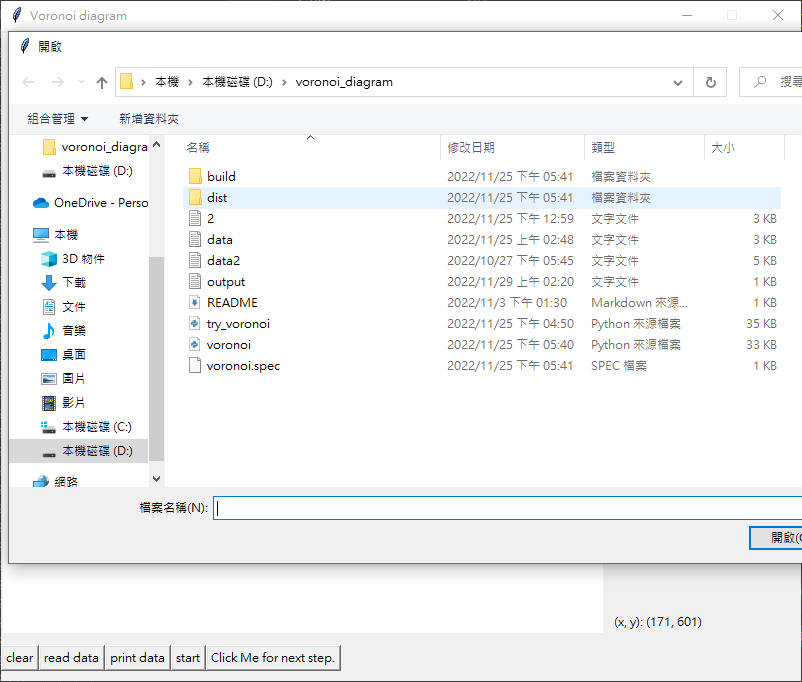 Voronoi diagram
開啟
本機 > 本機磁碟 (D:) > voronoi_diagram
搜尋
組合管理 新增資料夾
名稱 修改日期 類型 大小
voronoi_diagra
本機磁碟 (D:)
OneDrive - Perso
本機
3D 物件
下載
文件
音樂
桌面
圖片
影片
本機磁碟 (C:)
本機磁碟 (D:)
網路
build 2022/11/25 下午 05:41 檔案資料夾
dist 2022/11/25 下午 05:41 檔案資料夾
2 2022/11/25 下午 12:59 文字文件 3 KB
data 2022/11/25 上午 02:48 文字文件 3 KB
data2 2022/10/27 下午 05:45 文字文件 5 KB
output 2022/11/29 上午 02:20 文字文件 1 KB
README 2022/11/3 下午 01:30 Markdown 來源... 1 KB
try_voronoi 2022/11/25 下午 04:50 Python 來源檔案 35 KB
voronoi 2022/11/25 下午 05:40 Python 來源檔案 33 KB
voronoi.spec 2022/11/25 下午 05:41 SPEC 檔案 1 KB
檔案名稱(N):
開啟(
(x, y): (171, 601)
clear read data print data start Click Me for next step.